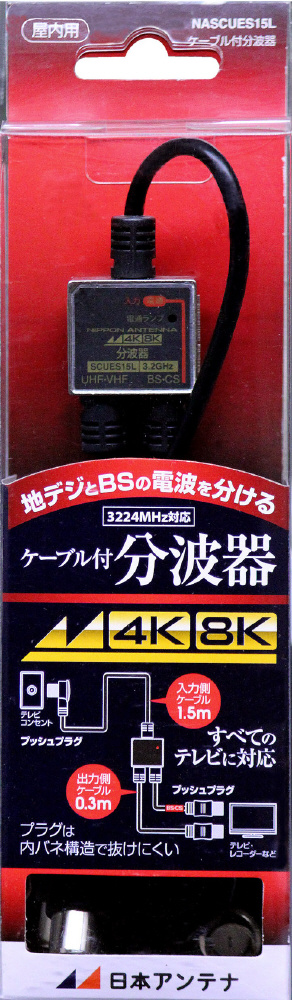 屋内用
NASCUES15L
ケーブル付分波器
入力 電通
電通ランプ
NIPPON ANTENNA
4K 8K
分波器
SCUES15L 3.2GHz
UHF·VHF BS·CS
地デジとBSの電波を分ける
3224MHz対応
ケーブル付 分波器
4K 8K
テレビ
コンセント
プッシュプラグ
入力側
ケーブル
1.5m
すべての
テレビに対応
出力側
ケーブル
0.3m
プッシュプラグ
BS·CS
プラグは
内バネ構造で抜けにくい
テレビ・
レコーダーなど
日本アンテナ